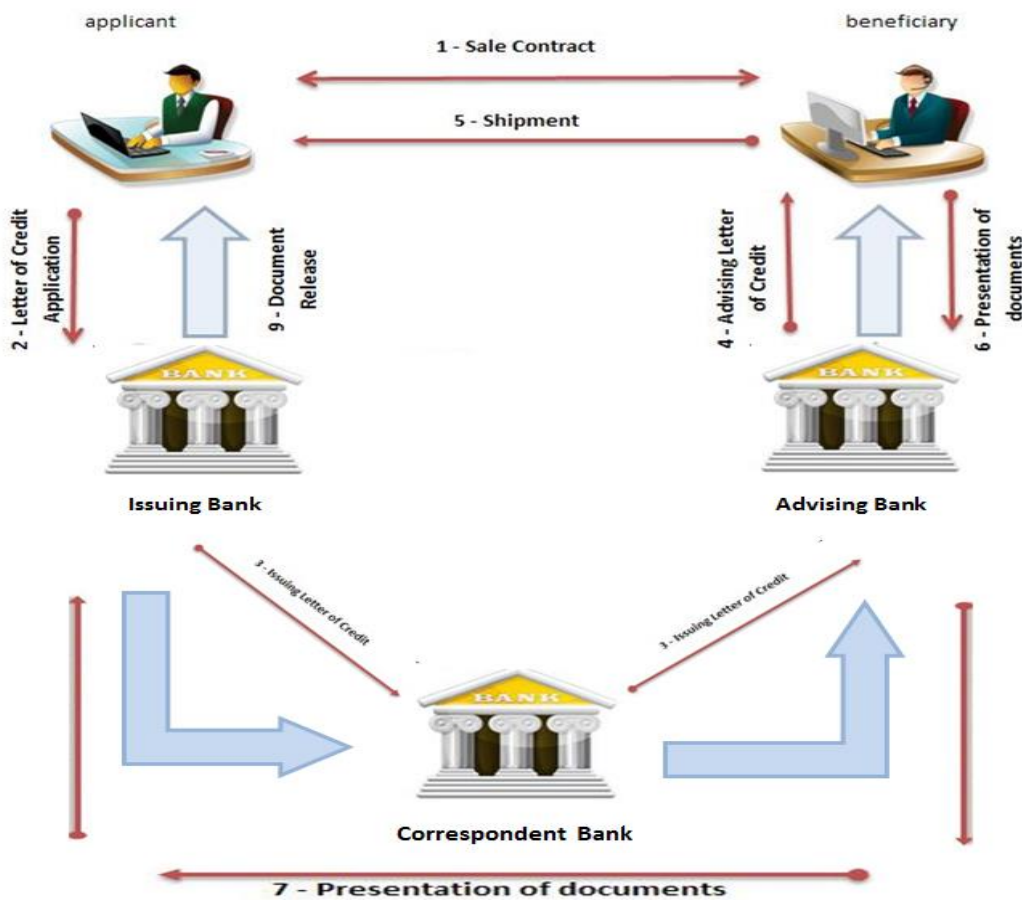 applicant
beneficiary
1 - Sale Contract
5 - Shipment
2 - Letter of Credit
Application
9 - Document
Release
4 - Advising Letter
of Credit
6 - Presentation of
documents
BANK
BANK
Issuing Bank
Advising Bank
3 - Issuing Letter of Credit
3 - Issuing Letter of Credit
BANK
Correspondent Bank
7 - Presentation of documents